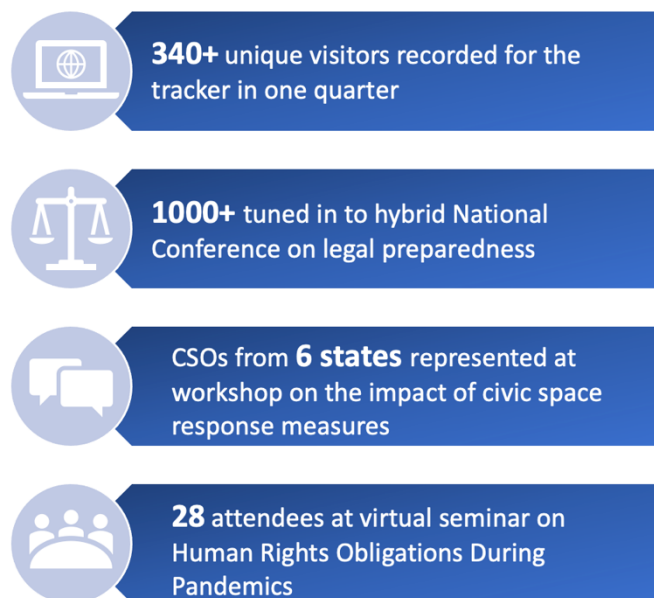 340+ unique visitors recorded for the
tracker in one quarter
1000+ tuned in to hybrid National
Conference on legal preparedness
CSOs from 6 states represented at
workshop on the impact of civic space
response measures
28 attendees at virtual seminar on
Human Rights Obligations During
Pandemics